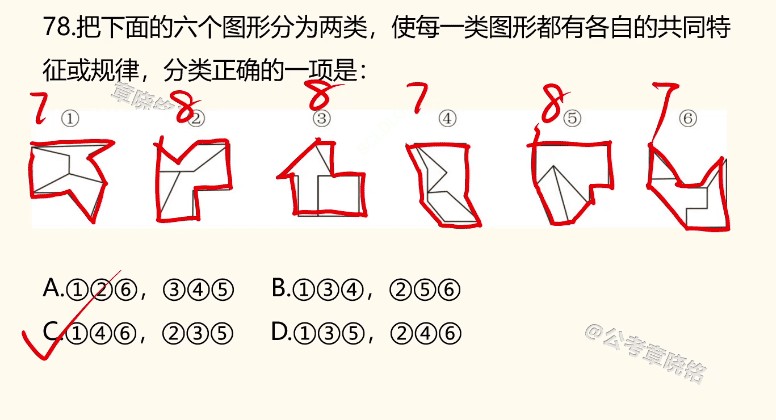 78.把下面的六个图形分为两类，使每一类图形都有各自的共同特
征或规律，分类正确的一项是：
章晓铭
7 8 8 7 8 7
① ② ③ ④ ⑤ ⑥
A.①②⑥，③④⑤ B.①③④，②⑤⑥
C.①④⑥，②③⑤ D.①③⑤，②④⑥
@公考章晓铭